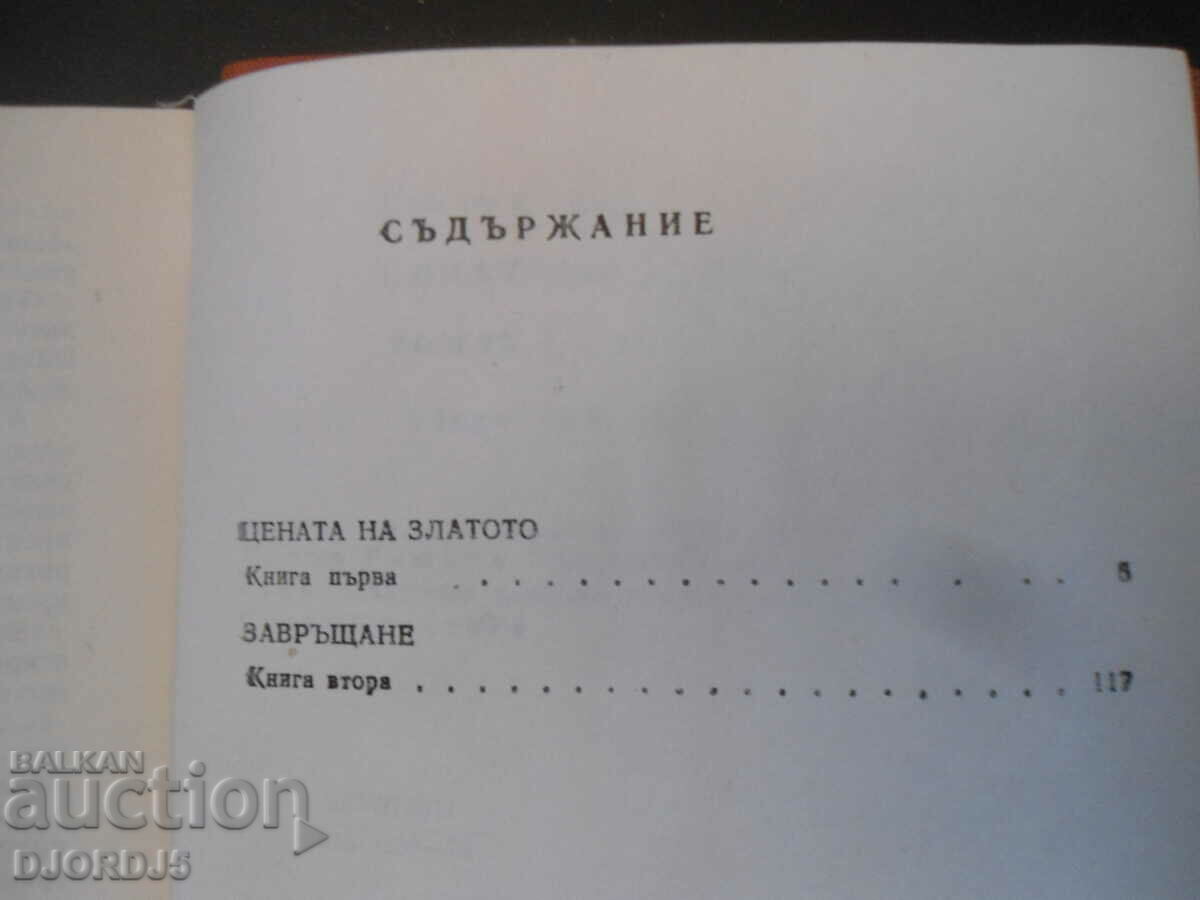 СЪДЪРЖАНИЕ
ЦЕНАТА НА ЗЛАТОТО
Книга първа . . . . . . . . . . . . . . . . . . 5
ЗАВРЪЩАНЕ
Книга втора . . . . . . . . . . . . . . . . . . . . . 117
BALKAN
auction
DJORDJ5